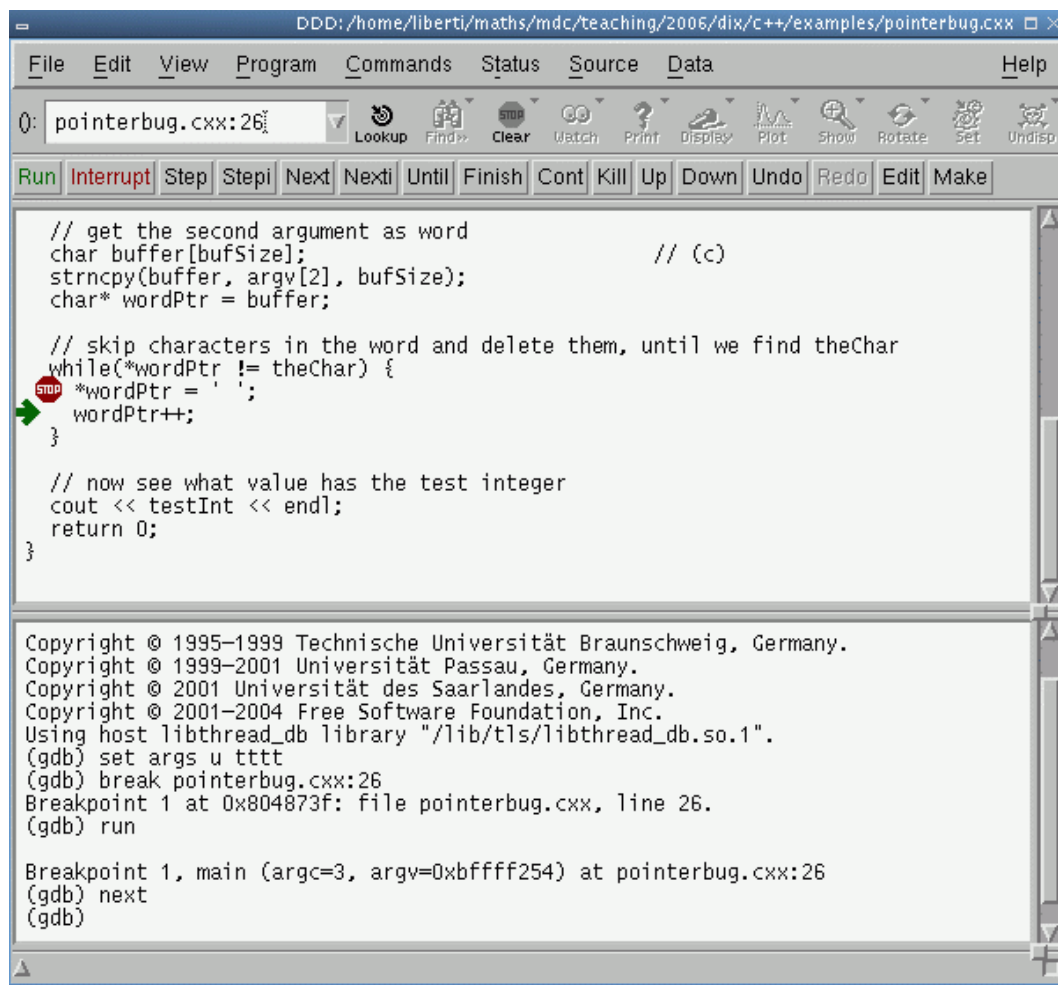 DDD: /home/liberti/maths/mdc/teaching/2006/dix/c++/examples/pointerbug.cxx
File Edit View Program Commands Status Source Data Help
(): pointerbug.cxx:26 Lookup Find» Clear Watch Print Display Plot Show Rotate Set Undisp
STOP
Run Interrupt Step Stepi Next Nexti Until Finish Cont Kill Up Down Undo Redo Edit Make
// get the second argument as word
char buffer[bufSize]; // (c)
strncpy(buffer, argv[2], bufSize);
char* wordPtr = buffer;
// skip characters in the word and delete them, until we find theChar
while(*wordPtr != theChar) {
STOP *wordPtr = ' ';
wordPtr++;
}
// now see what value has the test integer
cout << testInt << endl;
return 0;
}
Copyright © 1995–1999 Technische Universität Braunschweig, Germany.
Copyright © 1999–2001 Universität Passau, Germany.
Copyright © 2001 Universität des Saarlandes, Germany.
Copyright © 2001–2004 Free Software Foundation, Inc.
Using host libthread_db library "/lib/tls/libthread_db.so.1".
(gdb) set args u tttt
(gdb) break pointerbug.cxx:26
Breakpoint 1 at 0x804873f: file pointerbug.cxx, line 26.
(gdb) run
Breakpoint 1, main (argc=3, argv=0xbffff254) at pointerbug.cxx:26
(gdb) next
(gdb)